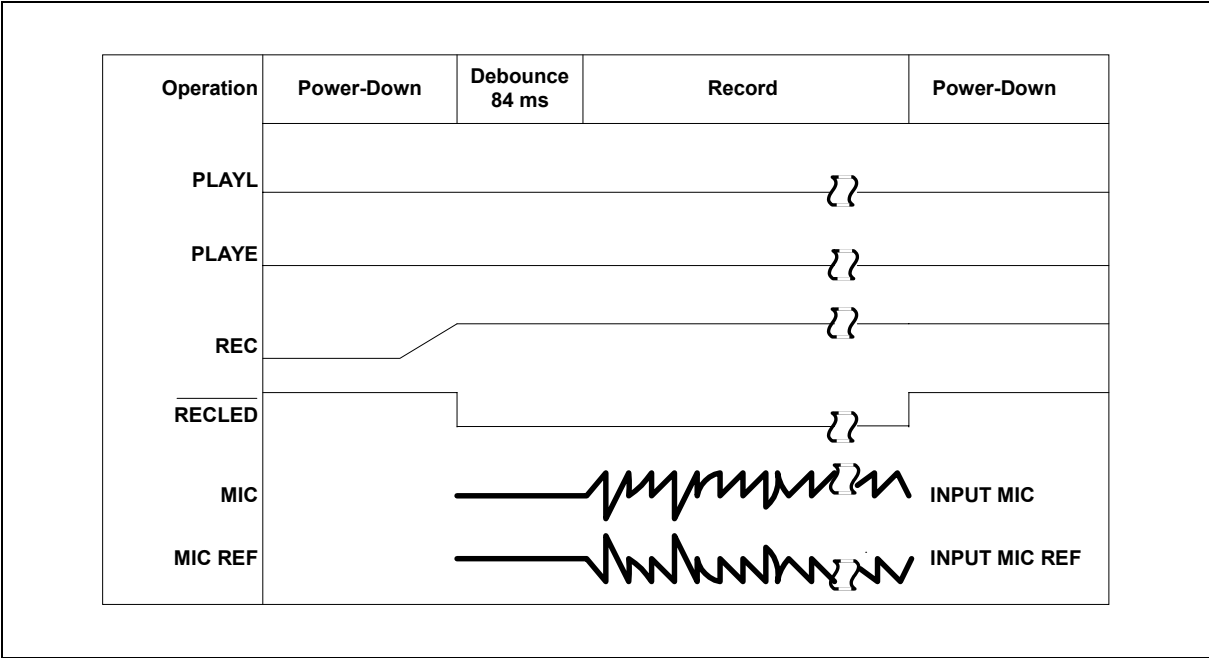 Operation Power-Down Debounce 84 ms Record Power-Down
PLAYL
PLAYE
REC
RECLED
MIC INPUT MIC
MIC REF INPUT MIC REF